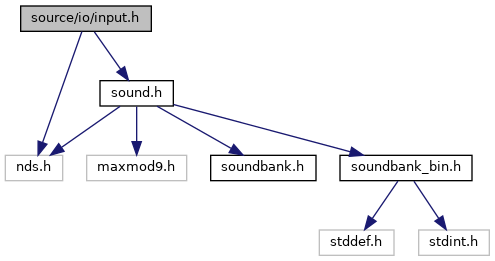 source/io/input.h
sound.h
nds.h
maxmod9.h
soundbank.h
soundbank_bin.h
stddef.h
stdint.h